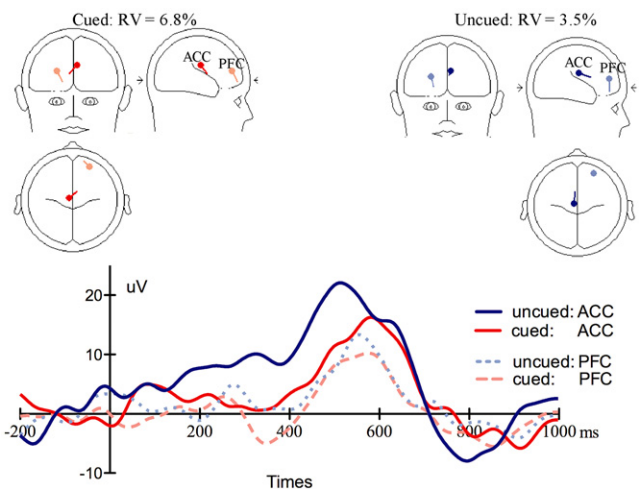 Cued: RV = 6.8%
Uncued: RV = 3.5%
ACC
PFC
ACC
PFC
uV
20
10
-10
-200
0
200
400
600
800
1000 ms
Times
uncued: ACC
cued: ACC
uncued: PFC
cued: PFC